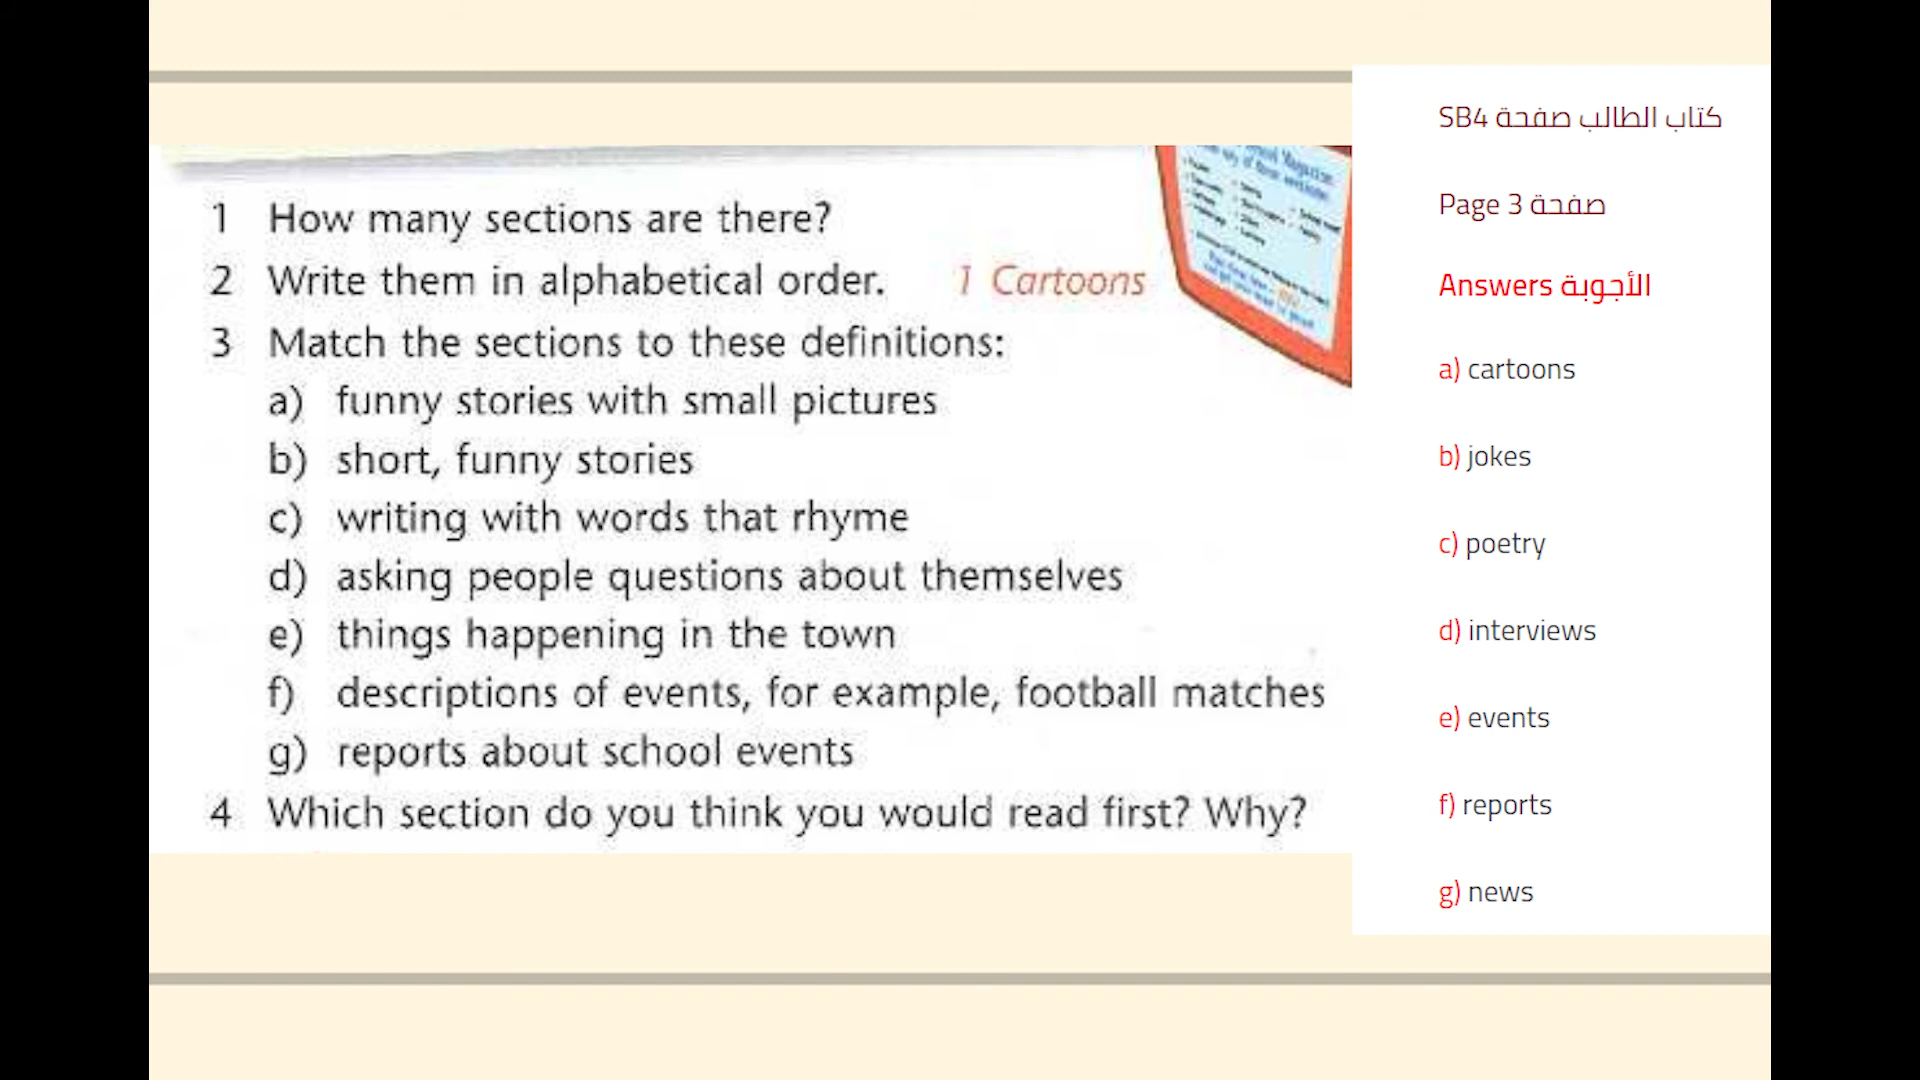 1 How many sections are there?
2 Write them in alphabetical order. 1 Cartoons
3 Match the sections to these definitions:
a) funny stories with small pictures
b) short, funny stories
c) writing with words that rhyme
d) asking people questions about themselves
e) things happening in the town
f) descriptions of events, for example, football matches
g) reports about school events
4 Which section do you think you would read first? Why?
كتاب الطالب صفحة SB4
Page 3 صفحة
Answers الأجوبة
a) cartoons
b) jokes
c) poetry
d) interviews
e) events
f) reports
g) news